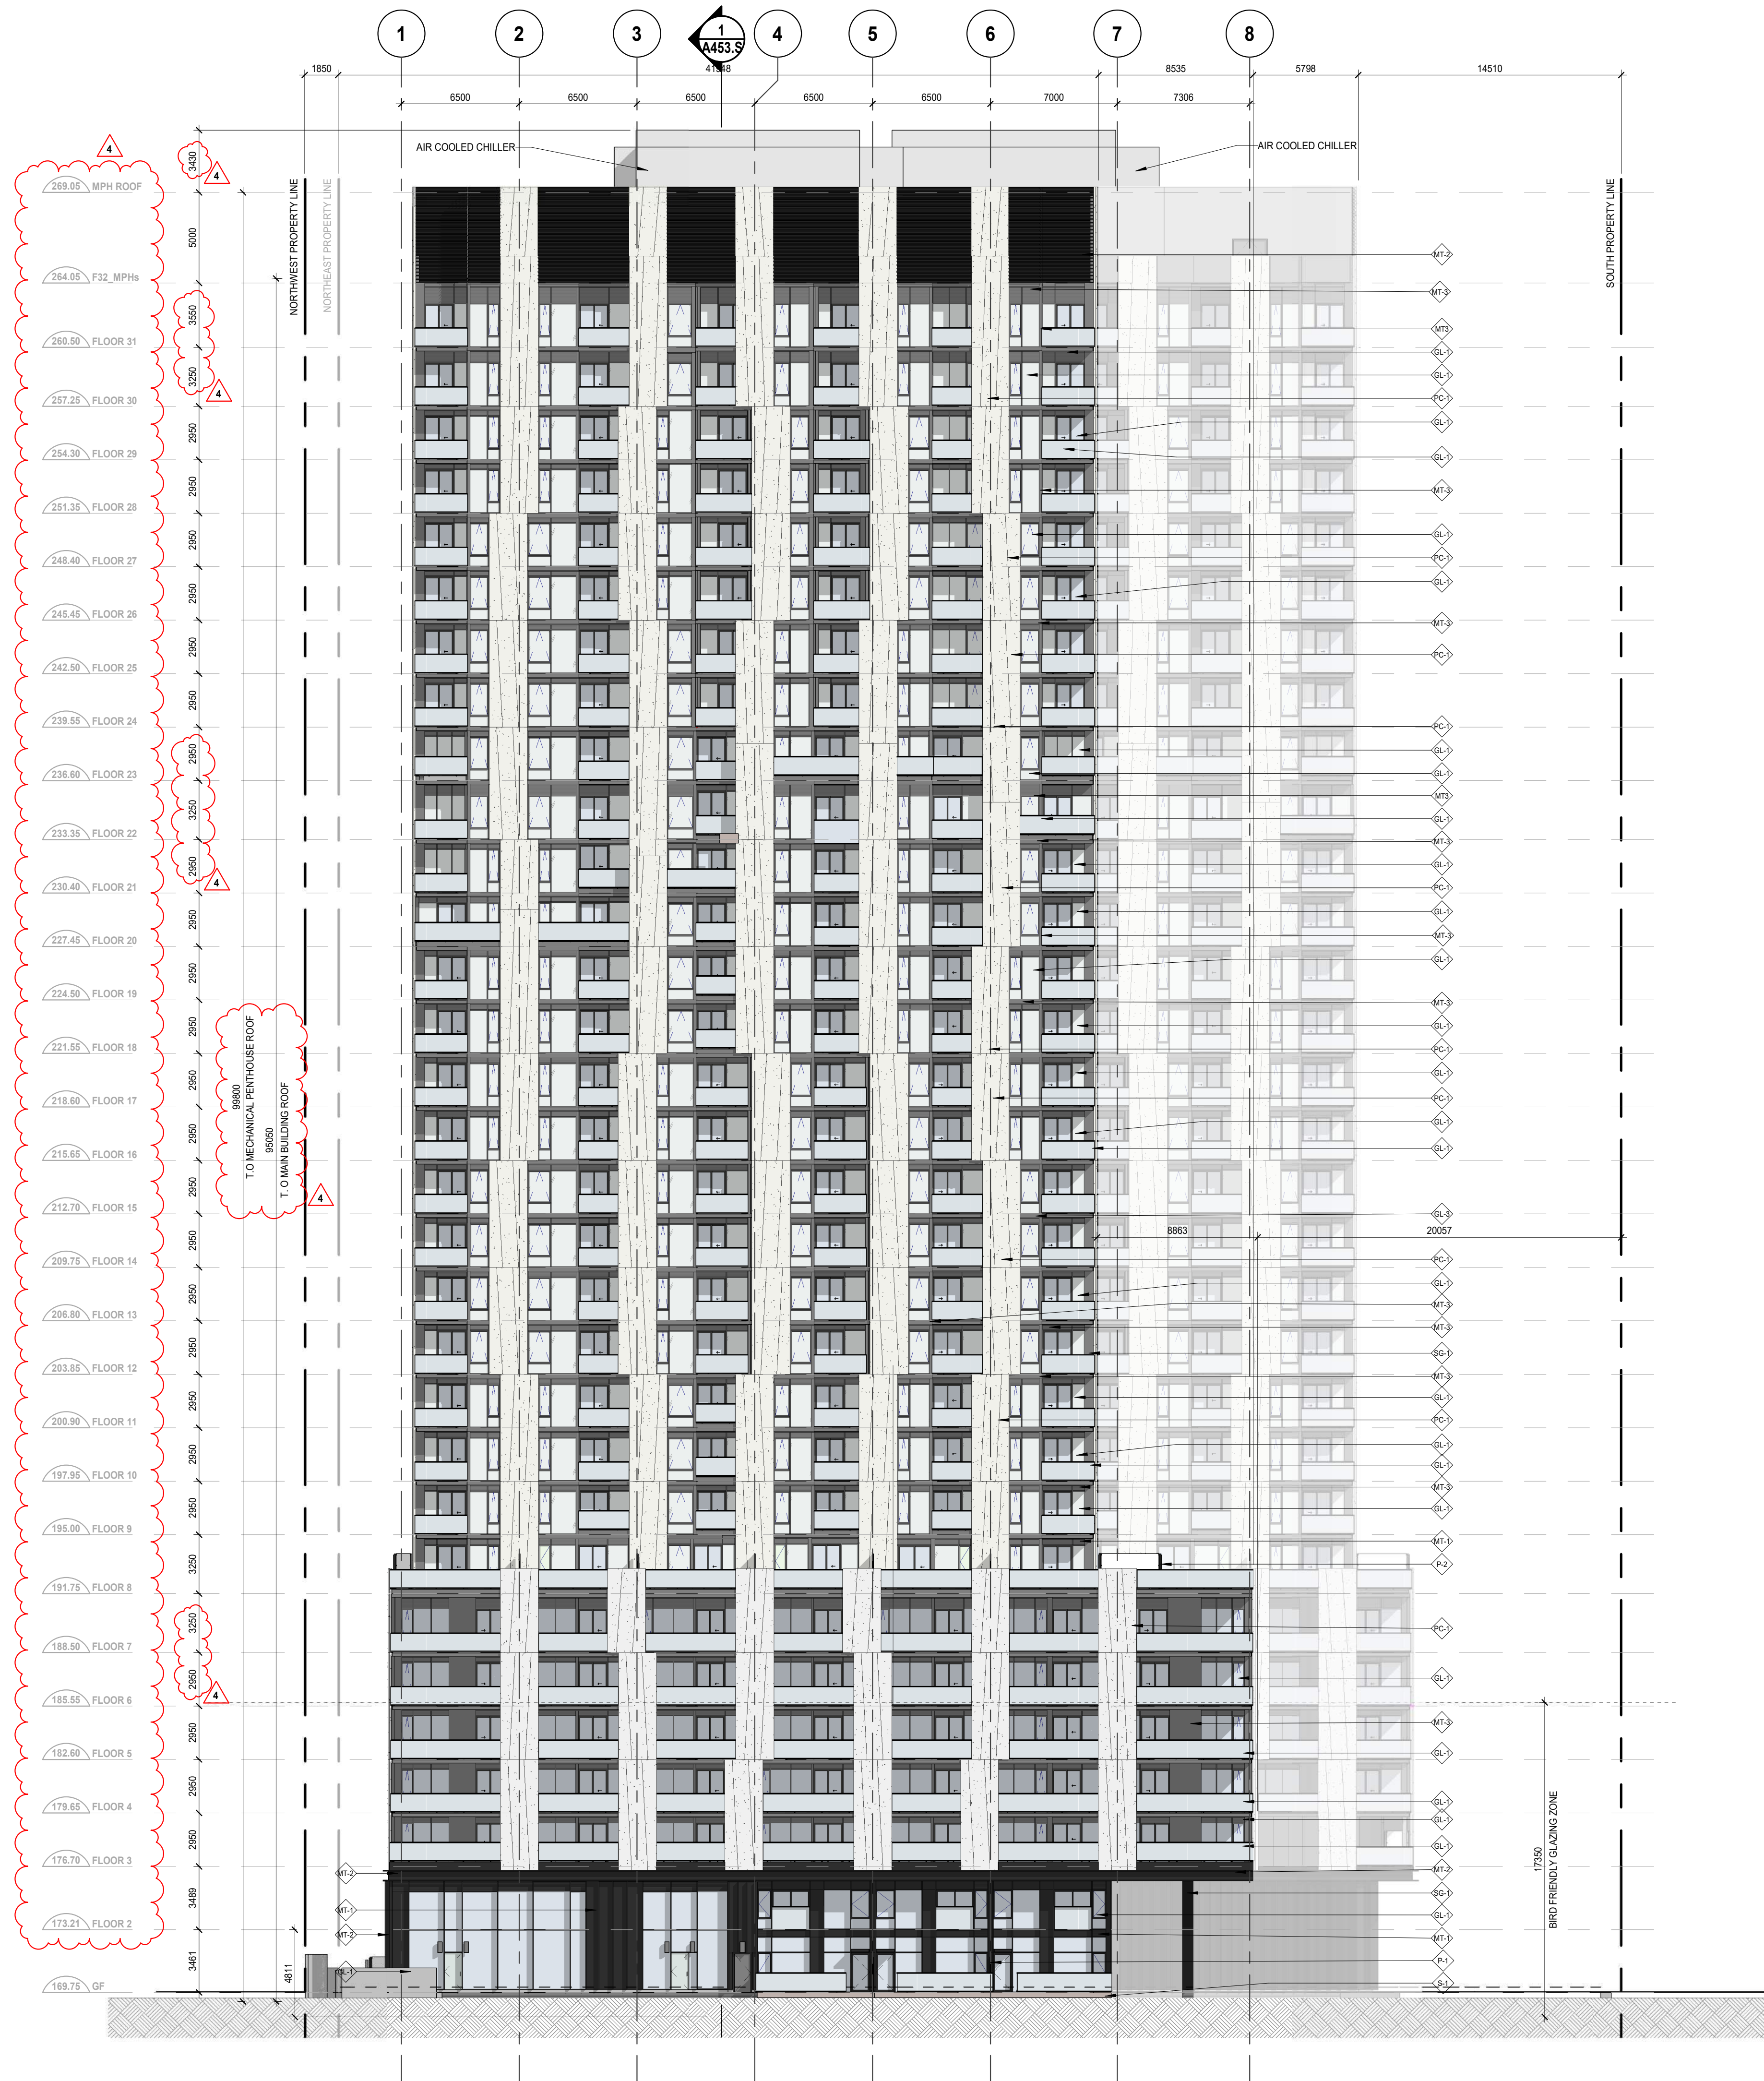 1 2 3 1 4 5 6 7 8
A453.S
1850 41348 8535 5798 14510
6500 6500 6500 6500 6500 7000 7306
AIR COOLED CHILLER AIR COOLED CHILLER
4
3430
4
NORTHWEST PROPERTY LINE
NORTHEAST PROPERTY LINE
SOUTH PROPERTY LINE
269.05 MPH ROOF
5000
264.05 F32_MPHs
3550
260.50 FLOOR 31
3250
4
257.25 FLOOR 30
2950
254.30 FLOOR 29
2950
251.35 FLOOR 28
2950
248.40 FLOOR 27
2950
245.45 FLOOR 26
2950
242.50 FLOOR 25
2950
239.55 FLOOR 24
2950
236.60 FLOOR 23
3250
233.35 FLOOR 22
2950
4
230.40 FLOOR 21
2950
227.45 FLOOR 20
2950
224.50 FLOOR 19
2950
221.55 FLOOR 18
2950
218.60 FLOOR 17
2950
215.65 FLOOR 16
2950
212.70 FLOOR 15
2950
209.75 FLOOR 14
2950
206.80 FLOOR 13
2950
203.85 FLOOR 12
2950
200.90 FLOOR 11
2950
197.95 FLOOR 10
2950
195.00 FLOOR 9
3250
191.75 FLOOR 8
3250
188.50 FLOOR 7
2950
4
185.55 FLOOR 6
2950
182.60 FLOOR 5
2950
179.65 FLOOR 4
2950
176.70 FLOOR 3
3489
173.21 FLOOR 2
3461
169.75 GF
4811
99800
T.O MECHANICAL PENTHOUSE ROOF
95050
T. O MAIN BUILDING ROOF
4
MT-2
MT-1
MT-2
GL-1
MT-2
MT-3
MT3
GL-1
GL-1
PC-1
GL-1
GL-1
MT-3
GL-1
PC-1
GL-1
MT-3
PC-1
PC-1
GL-1
GL-1
MT3
GL-1
MT-3
GL-1
PC-1
GL-1
MT-3
GL-1
MT-3
GL-1
PC-1
GL-1
PC-1
GL-1
GL-1
GL-3
8863 20057
PC-1
GL-1
MT-3
MT-3
SG-1
MT-3
GL-1
PC-1
GL-1
GL-1
MT-3
GL-1
MT-1
P-2
PC-1
GL-1
MT-3
GL-1
GL-1
GL-1
GL-1
MT-2
SG-1
GL-1
MT-1
P-1
S-1
17350
BIRD FRIENDLY GLAZING ZONE